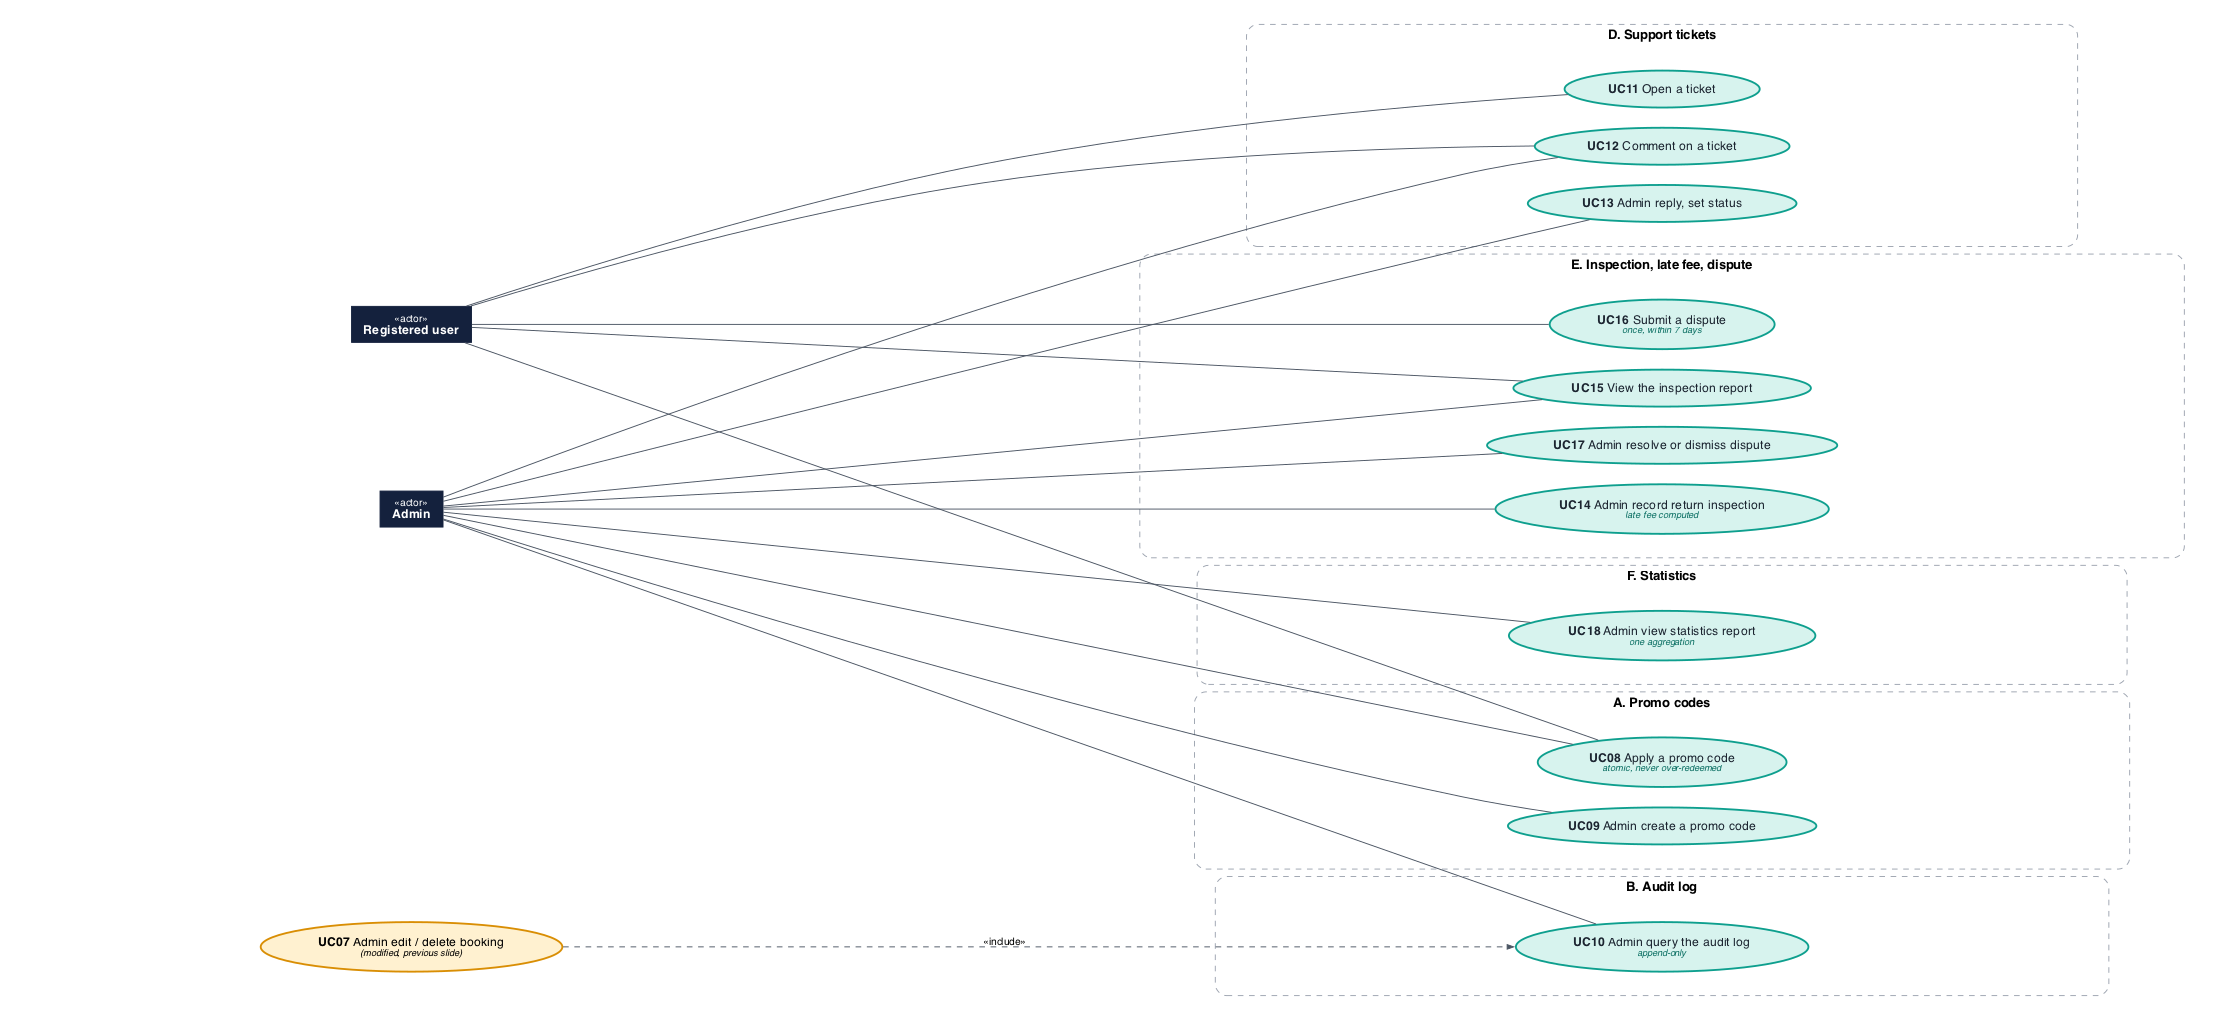 D. Support tickets
UC11 Open a ticket
UC12 Comment on a ticket
UC13 Admin reply, set status
E. Inspection, late fee, dispute
«actor»
Registered user
UC16 Submit a dispute
once, within 7 days
UC15 View the inspection report
UC17 Admin resolve or dismiss dispute
«actor»
Admin
UC14 Admin record return inspection
late fee computed
F. Statistics
UC18 Admin view statistics report
one aggregation
A. Promo codes
UC08 Apply a promo code
atomic, never over-redeemed
UC09 Admin create a promo code
B. Audit log
UC07 Admin edit / delete booking
(modified, previous slide)
«include»
UC10 Admin query the audit log
append-only